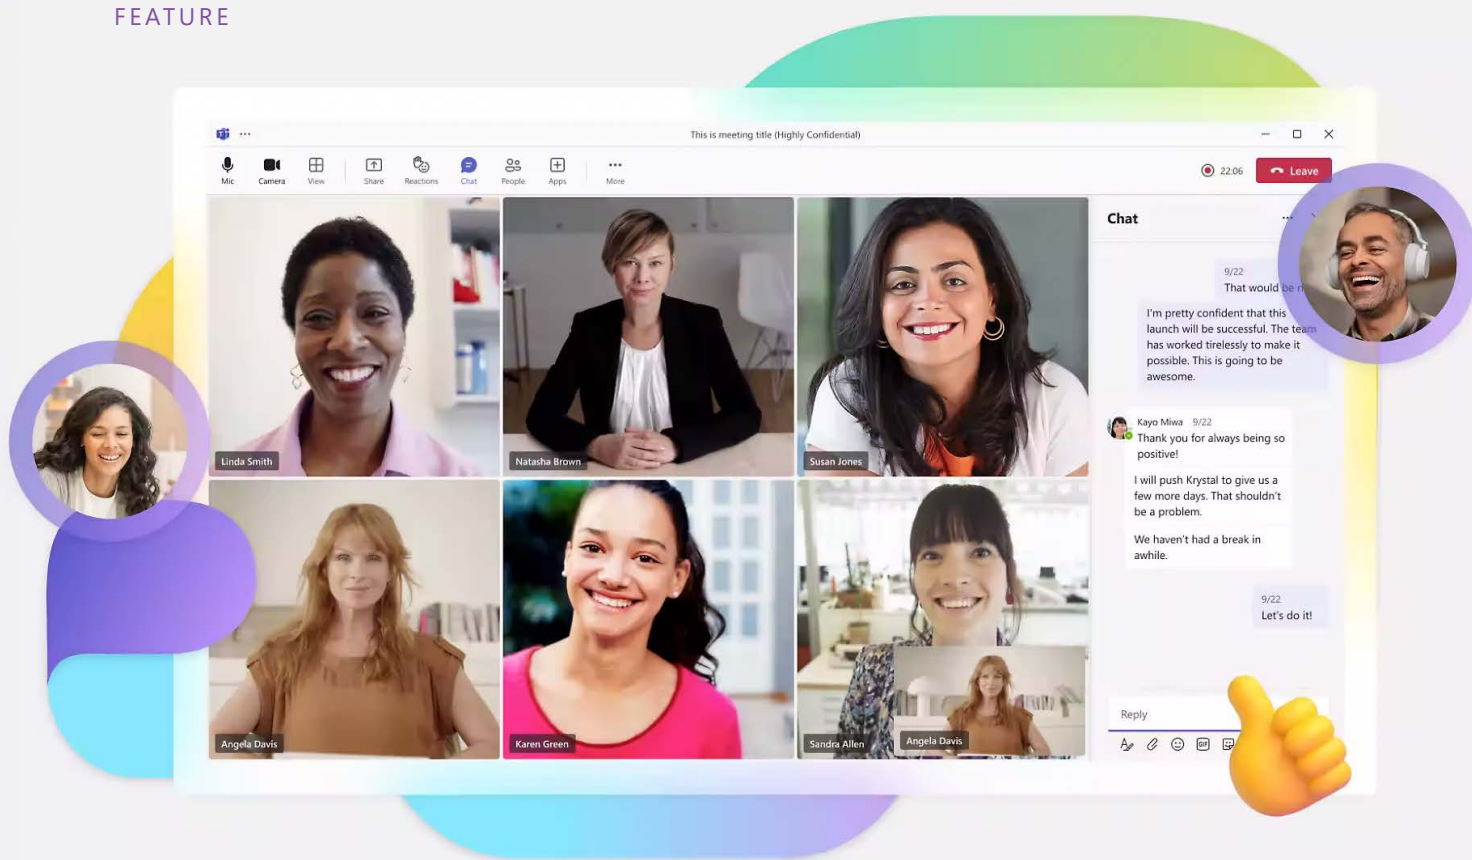 FEATURE
This is meeting title (Highly Confidential)
Mic
Camera
View
Share
Reactions
Chat
People
Apps
More
22:06
Leave
Linda Smith
Natasha Brown
Susan Jones
Angela Davis
Karen Green
Sandra Allen
Angela Davis
Chat
9/22
That would be
I'm pretty confident that this
launch will be successful. The team
has worked tirelessly to make it
possible. This is going to be
awesome.
Kayo Miwa 9/22
Thank you for always being so
positive!
I will push Krystal to give us a
few more days. That shouldn't
be a problem.
We haven't had a break in
awhile.
9/22
Let's do it!
Reply
GIF